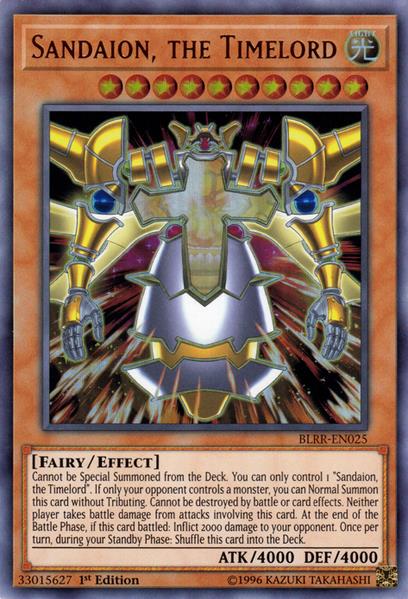 SANDAION, THE TIMELORD
LIGHT
光
BLRR-EN025
[FAIRY/EFFECT]
Cannot be Special Summoned from the Deck. You can only control 1 "Sandaion,
the Timelord". If only your opponent controls a monster, you can Normal Summon
this card without Tributing. Cannot be destroyed by battle or card effects. Neither
player takes battle damage from attacks involving this card. At the end of the
Battle Phase, if this card battled: Inflict 2000 damage to your opponent. Once per
turn, during your Standby Phase: Shuffle this card into the Deck.
ATK/4000 DEF/4000
33015627 1st Edition ©1996 KAZUKI TAKAHASHI